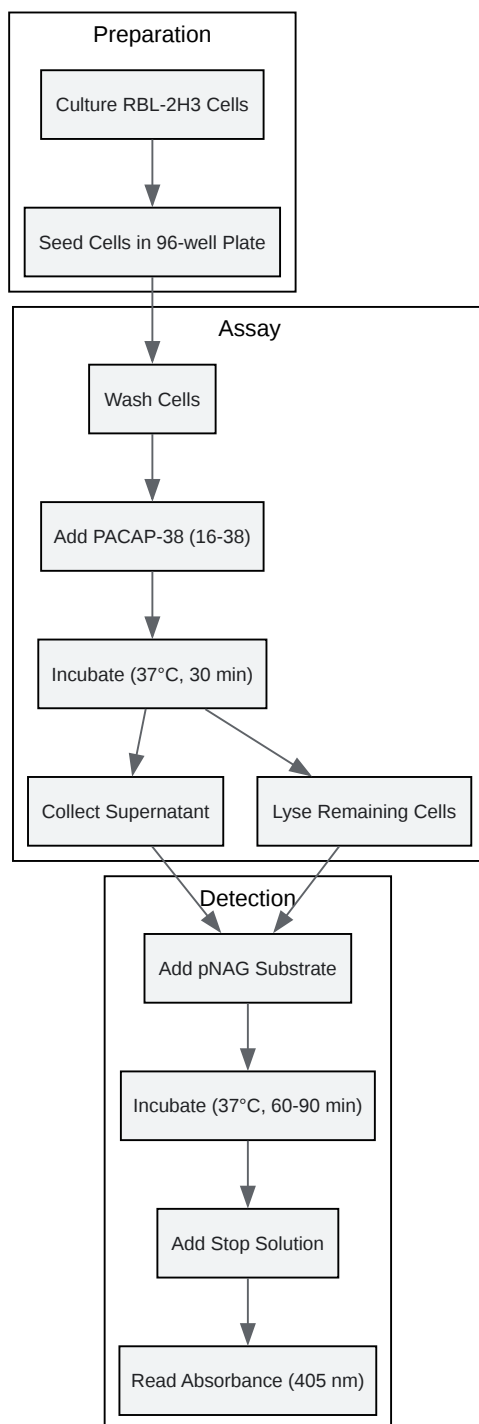 Preparation
Culture RBL-2H3 Cells
Seed Cells in 96-well Plate
Assay
Wash Cells
Add PACAP-38 (16-38)
Incubate (37°C, 30 min)
Collect Supernatant
Lyse Remaining Cells
Detection
Add pNAG Substrate
Incubate (37°C, 60-90 min)
Add Stop Solution
Read Absorbance (405 nm)